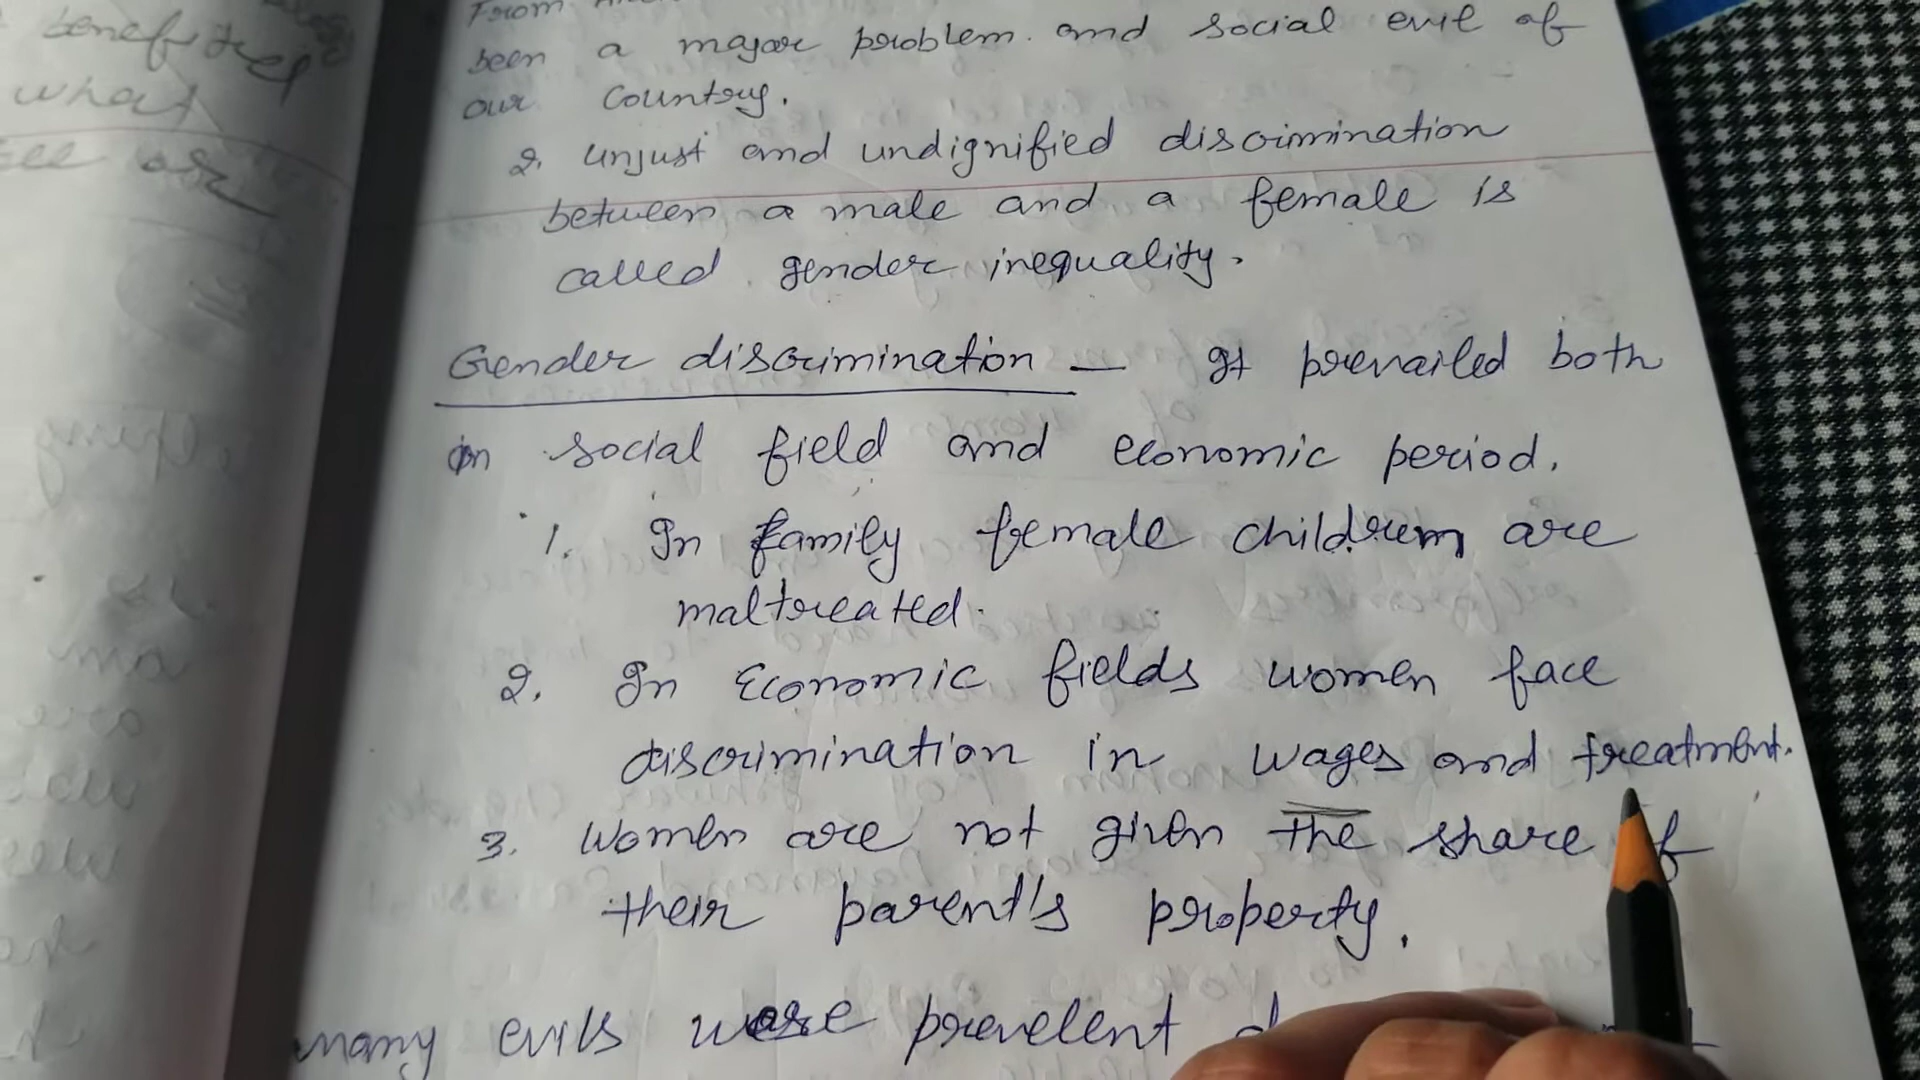 benefited
what
From
been a major problem. and social evil of
our Country.
2. unjust and undignified discrimination
between a male and a female is
called gender inequality.
Gender discrimination — It prevailed both
in social field and economic period.
1. In family female children are
maltreated.
2. In Economic fields women face
discrimination in wages and treatment.
3. Women are not given the share of
their parent's property.
many evils were prevelent